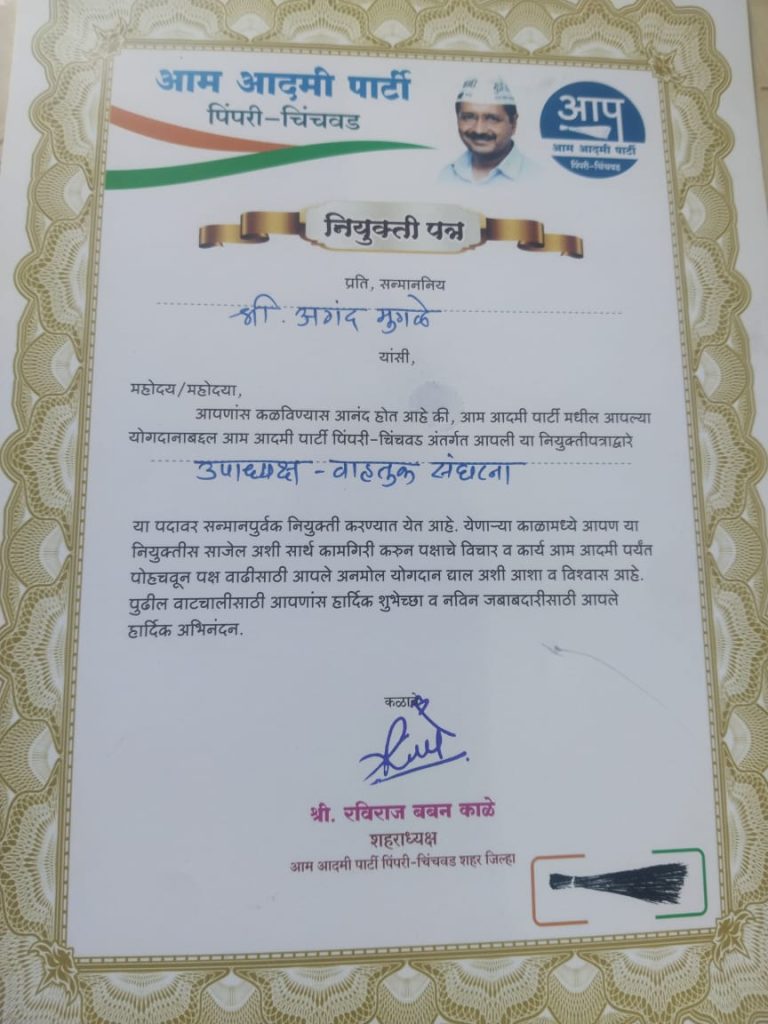 आम आदमी पार्टी
पिंपरी-चिंचवड
आप
आम आदमी पार्टी
पिंपरी-चिंचवड
नियुक्ती पत्र
प्रति, सन्माननिय
श्री. अगंद मुगळे
यांसी,
महोदय/महोदया,
आपणांस कळविण्यास आनंद होत आहे की, आम आदमी पार्टी मधील आपल्या
योगदानाबद्दल आम आदमी पार्टी पिंपरी-चिंचवड अंतर्गत आपली या नियुक्तीपत्राद्वारे
उपाध्यक्ष - वाहतुक संघटना
या पदावर सन्मानपुर्वक नियुक्ती करण्यात येत आहे. येणाऱ्या काळामध्ये आपण या
नियुक्तीस साजेल अशी सार्थ कामगिरी करुन पक्षाचे विचार व कार्य आम आदमी पर्यंत
पोहचवून पक्ष वाढीसाठी आपले अनमोल योगदान द्याल अशी आशा व विश्वास आहे.
पुढील वाटचालीसाठी आपणांस हार्दिक शुभेच्छा व नविन जबाबदारीसाठी आपले
हार्दिक अभिनंदन.
श्री. रविराज बबन काळे
शहराध्यक्ष
आम आदमी पार्टी पिंपरी-चिंचवड शहर जिल्हा